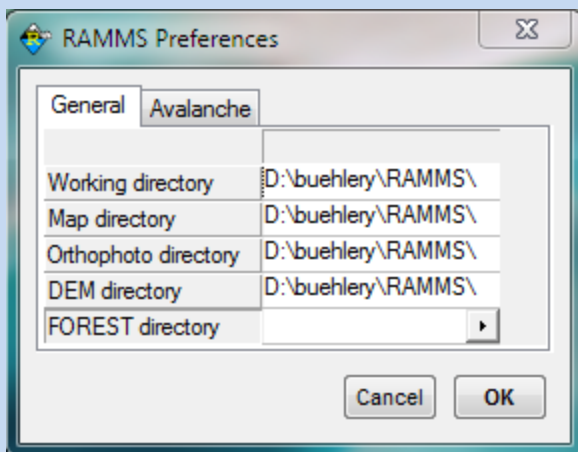 RAMMS Preferences
General Avalanche
Working directory D:\buehlery\RAMMS\
Map directory D:\buehlery\RAMMS\
Orthophoto directory D:\buehlery\RAMMS\
DEM directory D:\buehlery\RAMMS\
FOREST directory
Cancel OK